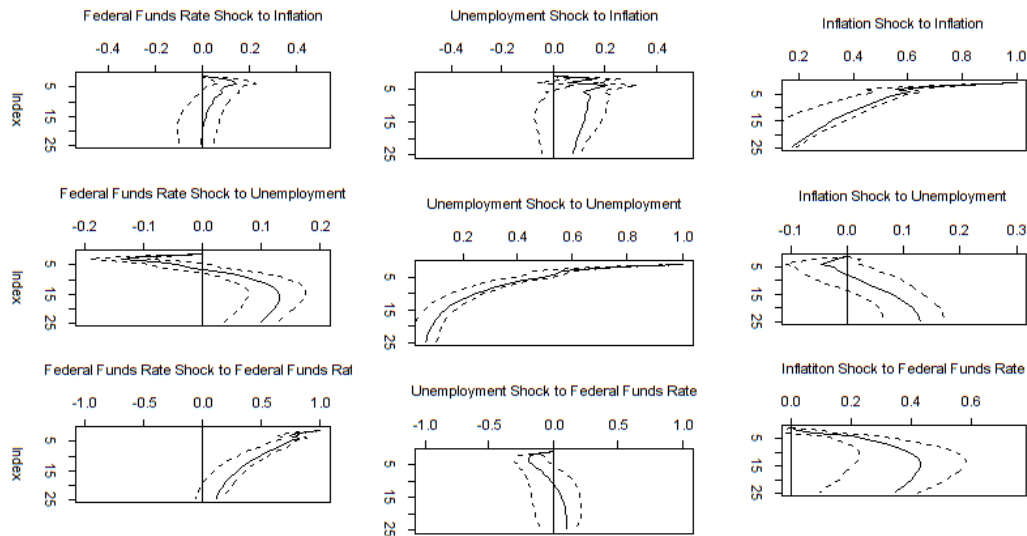 Federal Funds Rate Shock to Inflation
-0.4 -0.2 0.0 0.2 0.4
Index
5 15 25
Unemployment Shock to Inflation
-0.4 -0.2 0.0 0.2 0.4
5 15 25
Inflation Shock to Inflation
0.2 0.4 0.6 0.8 1.0
5 15 25
Federal Funds Rate Shock to Unemployment
-0.2 -0.1 0.0 0.1 0.2
Index
5 15 25
Unemployment Shock to Unemployment
0.2 0.4 0.6 0.8 1.0
5 15 25
Inflation Shock to Unemployment
-0.1 0.0 0.1 0.2 0.3
5 15 25
Federal Funds Rate Shock to Federal Funds Rat
-1.0 -0.5 0.0 0.5 1.0
Index
5 15 25
Unemployment Shock to Federal Funds Rate
-1.0 -0.5 0.0 0.5 1.0
5 15 25
Inflatiton Shock to Federal Funds Rate
0.0 0.2 0.4 0.6
5 15 25